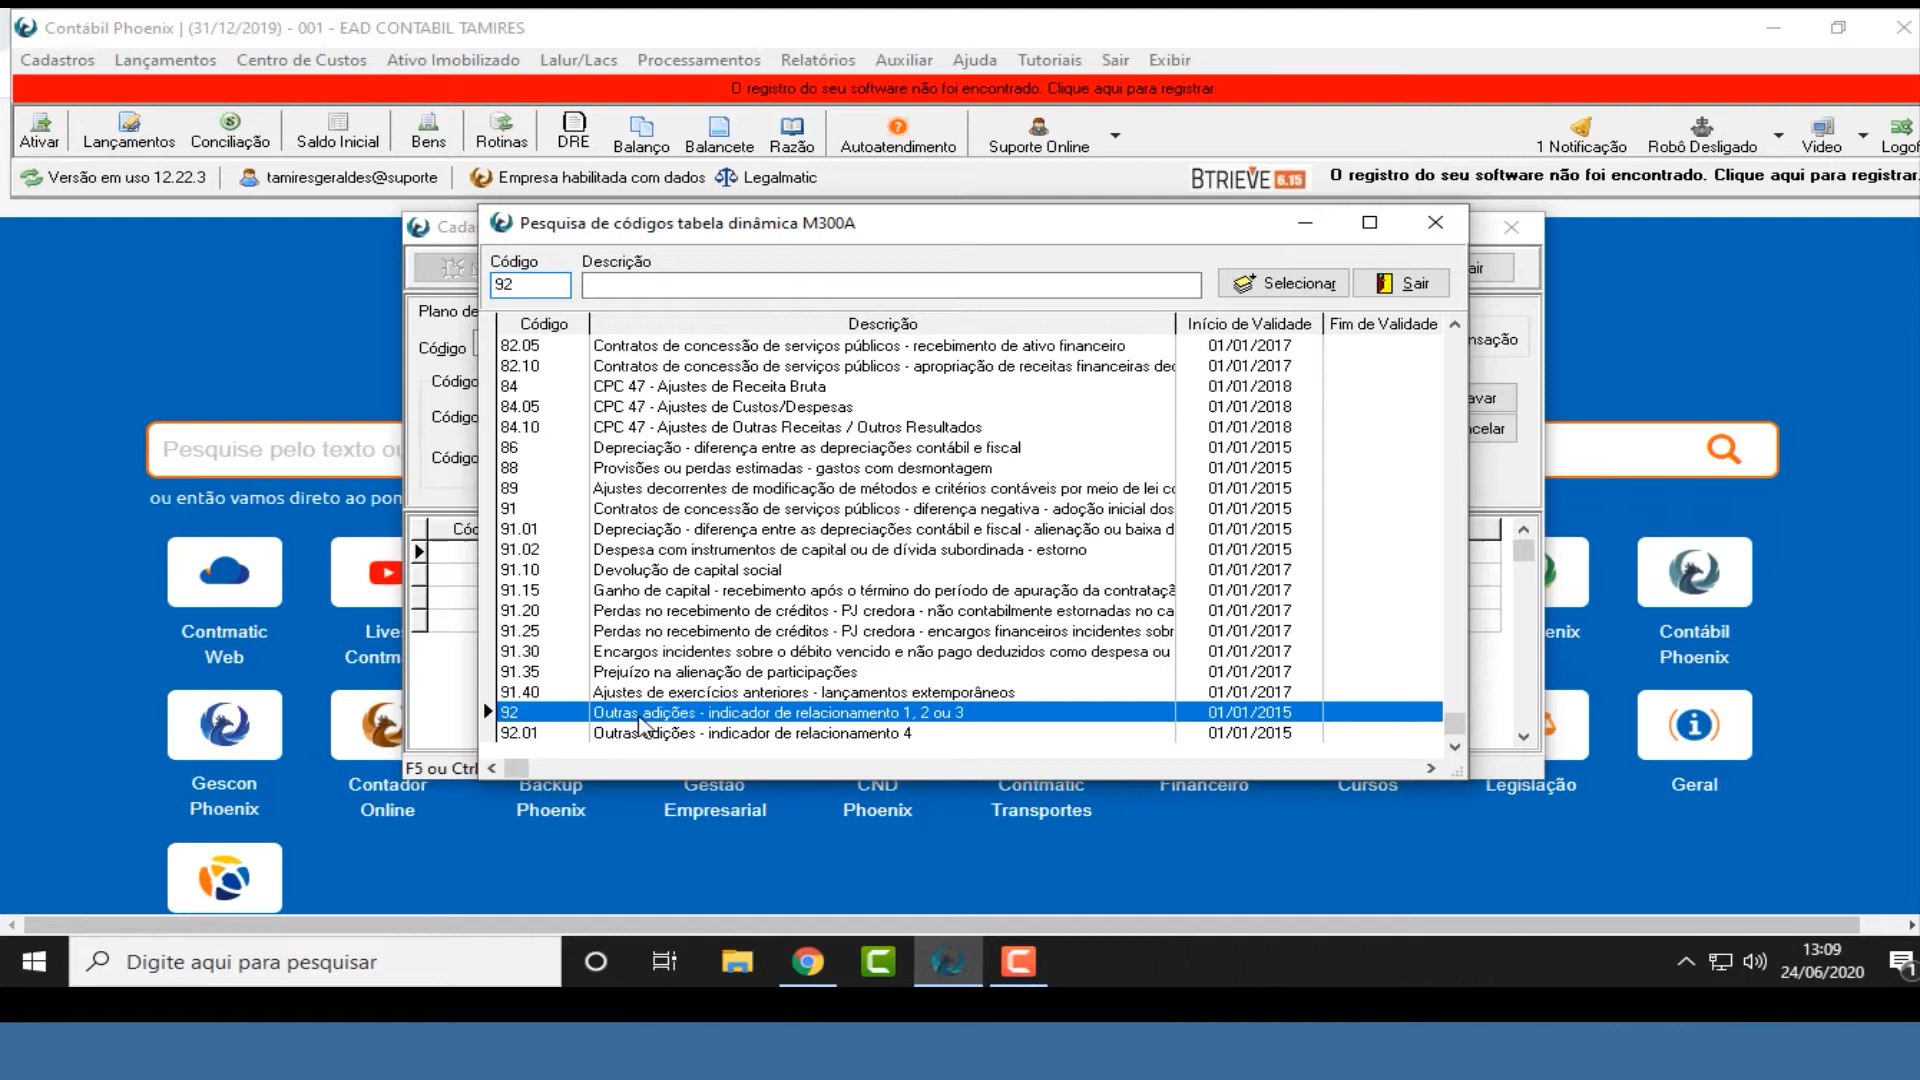 Contábil Phoenix | (31/12/2019) - 001 - EAD CONTABIL TAMIRES
Cadastros Lançamentos Centro de Custos Ativo Imobilizado Lalur/Lacs Processamentos Relatórios Auxiliar Ajuda Tutoriais Sair Exibir
O registro do seu software não foi encontrado. Clique aqui para registrar
Ativar Lançamentos Conciliação Saldo Inicial Bens Rotinas DRE Balanço Balancete Razão Autoatendimento Suporte Online 1 Notificação Robô Desligado Video Logof
Versão em uso 12.22.3 tamiresgeraldes@suporte Empresa habilitada com dados Legalmatic BTRIEVE 6.15 O registro do seu software não foi encontrado. Clique aqui para registrar.
Cada Pesquisa de códigos tabela dinâmica M300A
Código Descrição
92 Selecionar Sair air
Plano de
Código Descrição Início de Validade Fim de Validade
82.05 Contratos de concessão de serviços públicos - recebimento de ativo financeiro 01/01/2017 nsação
Código
82.10 Contratos de concessão de serviços públicos - apropriação de receitas financeiras dec 01/01/2017
Código 84 CPC 47 - Ajustes de Receita Bruta 01/01/2018
84.05 CPC 47 - Ajustes de Custos/Despesas 01/01/2018 avar
Código 84.10 CPC 47 - Ajustes de Outras Receitas / Outros Resultados 01/01/2018 ncelar
86 Depreciação - diferença entre as depreciações contábil e fiscal 01/01/2015
Pesquise pelo texto ou
Código 88 Provisões ou perdas estimadas - gastos com desmontagem 01/01/2015
89 Ajustes decorrentes de modificação de métodos e critérios contáveis por meio de lei co 01/01/2015
ou então vamos direto ao pon
91 Contratos de concessão de serviços públicos - diferença negativa - adoção inicial dos 01/01/2015
Cód 91.01 Depreciação - diferença entre as depreciações contábil e fiscal - alienação ou baixa d 01/01/2015
91.02 Despesa com instrumentos de capital ou de dívida subordinada - estorno 01/01/2015
91.10 Devolução de capital social 01/01/2015
91.15 Ganho de capital - recebimento após o término do período de apuração da contrataçã 01/01/2017
91.20 Perdas no recebimento de créditos - PJ credora - não contabilmente estornadas no ca 01/01/2017
91.25 Perdas no recebimento de créditos - PJ credora - encargos financeiros incidentes sobr 01/01/2017
91.30 Encargos incidentes sobre o débito vencido e não pago deduzidos como despesa ou 01/01/2017
91.35 Prejuízo na alienação de participações 01/01/2017
91.40 Ajustes de exercícios anteriores - lançamentos extemporâneos 01/01/2017
92 Outras adições - indicador de relacionamento 1, 2 ou 3 01/01/2015
92.01 Outras adições - indicador de relacionamento 4 01/01/2015
Contmatic Web
Live Contm
enix
Contábil Phoenix
F5 ou Ctrl
Gescon Phoenix
Contador Online
Backup Phoenix
Gestão Empresarial
CND Phoenix
Contmatic Transportes
Financeiro
Cursos
Legislação
Geral
Digite aqui para pesquisar
13:09
24/06/2020
1